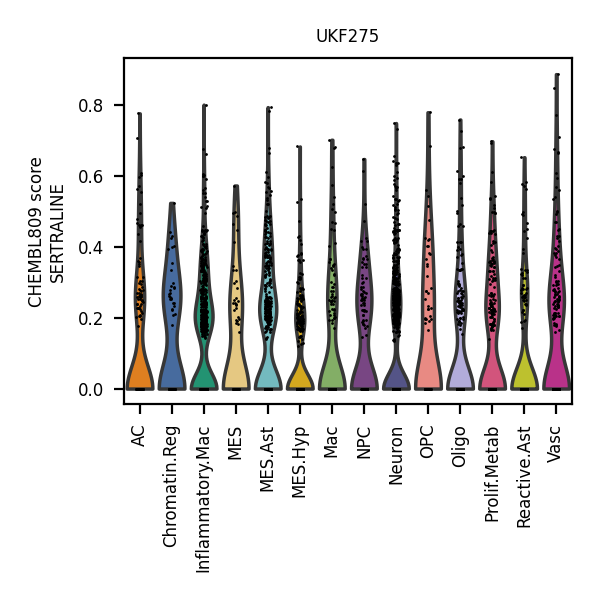 UKF275
CHEMBL809 score
SERTRALINE
0.8
0.6
0.4
0.2
0.0
AC
Chromatin.Reg
Inflammatory.Mac
MES
MES.Ast
MES.Hyp
Mac
NPC
Neuron
OPC
Oligo
Prolif.Metab
Reactive.Ast
Vasc